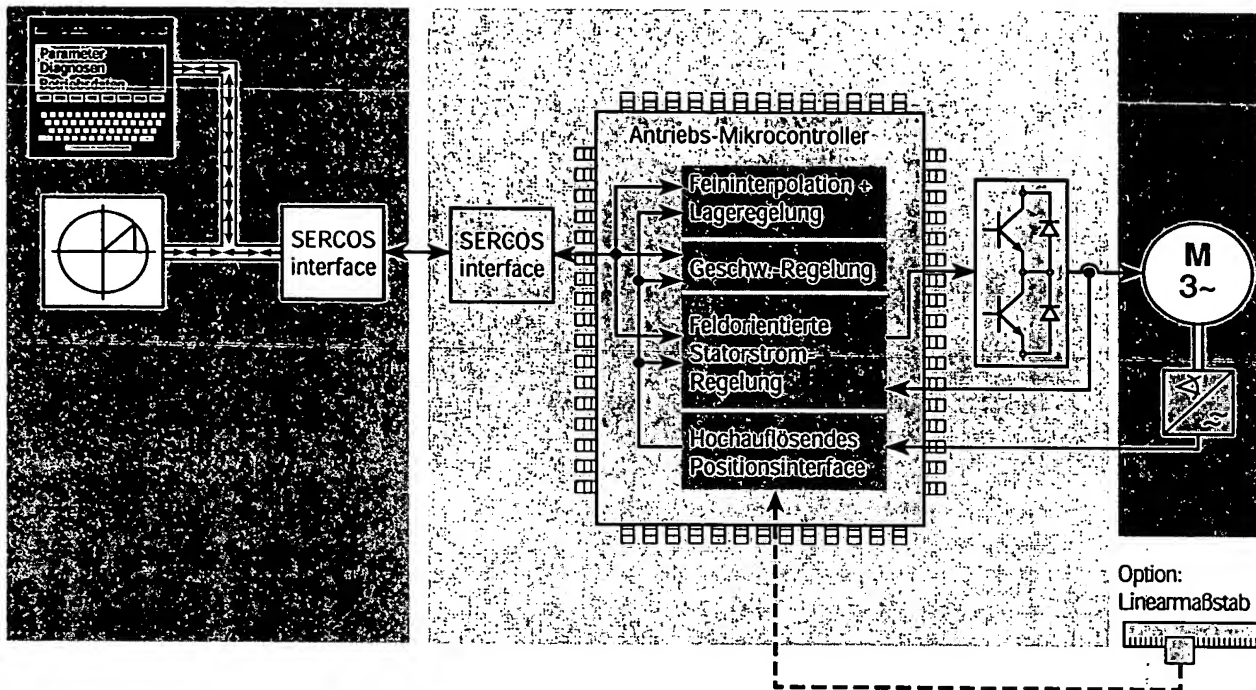 Parameter
Diagnosen
Betriebsdaten
SERCOS
interface
SERCOS
interface
Antriebs-Mikrocontroller
Feininterpolation +
Lageregelung
Geschw.-Regelung
Feldorientierte
Statorstrom-
Regelung
Hochauflösendes
Positionsinterface
M
3~
Option:
Linearmaßstab